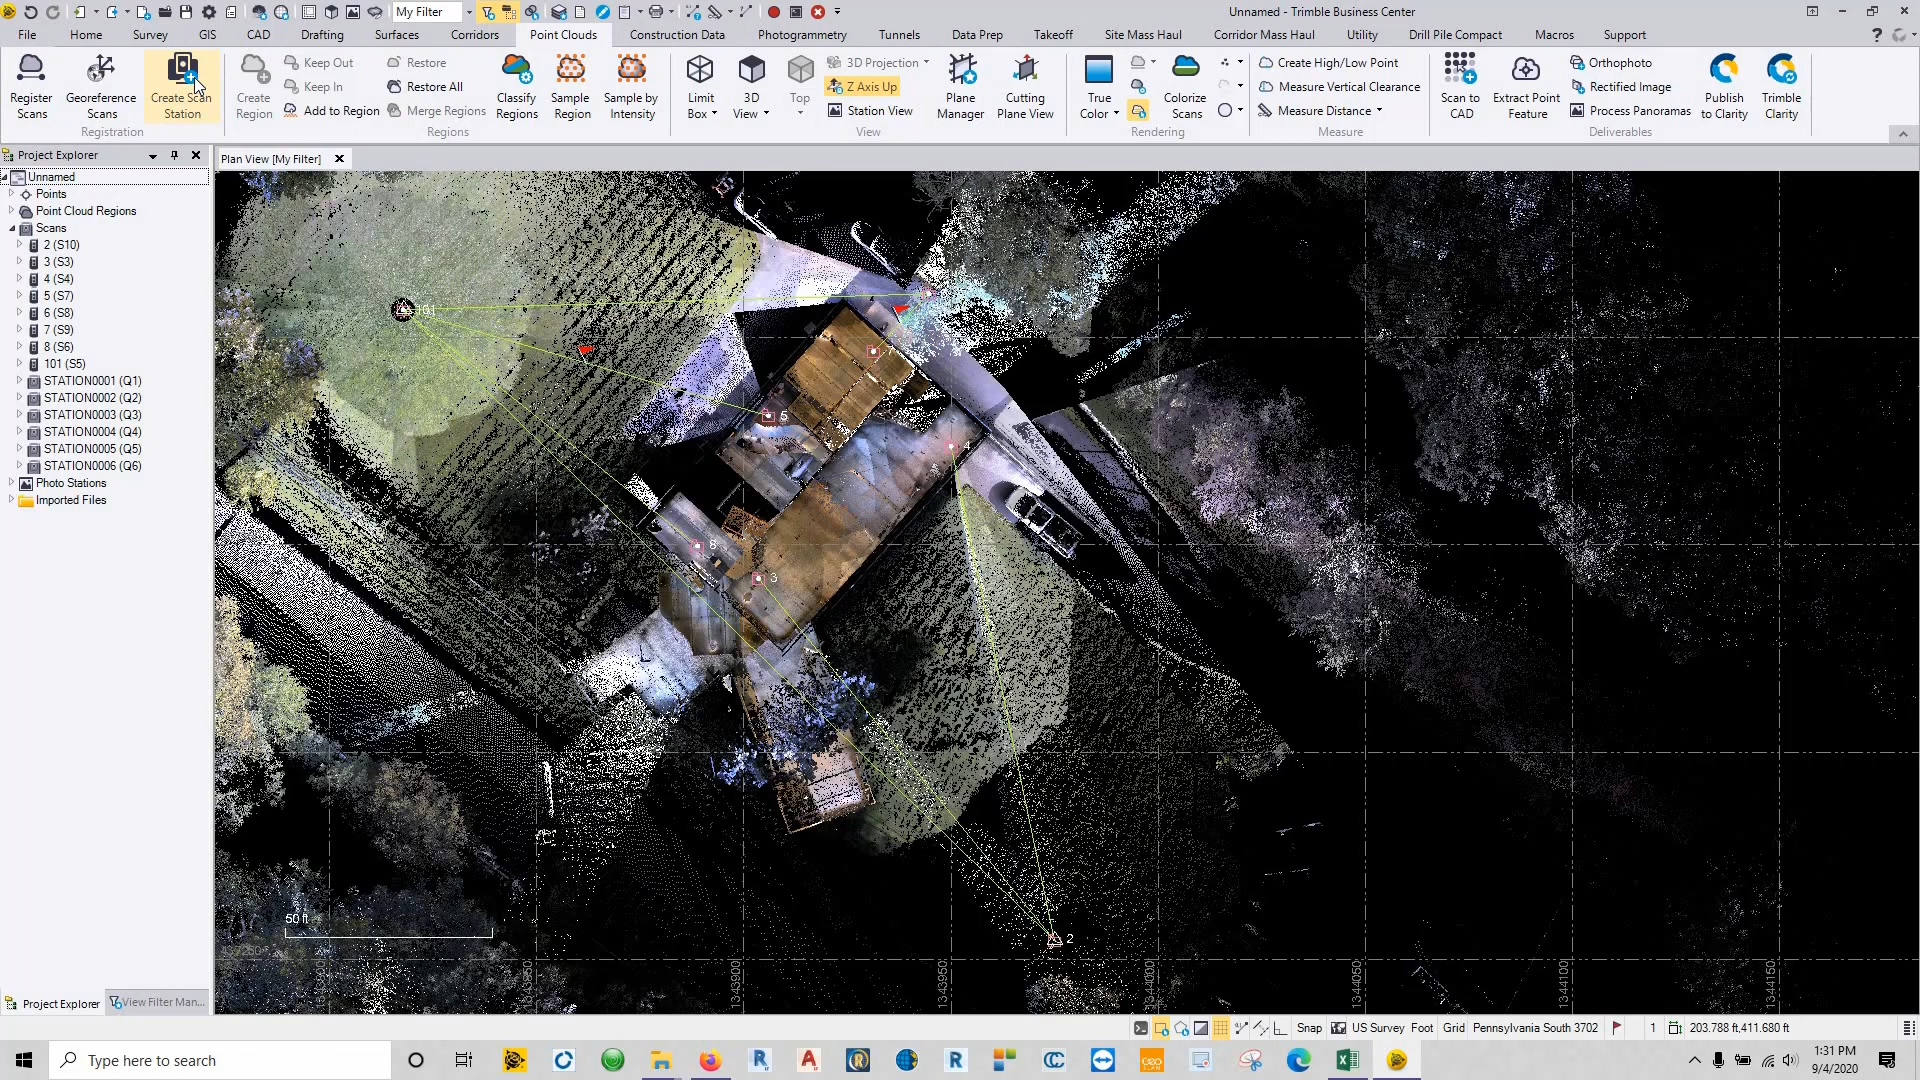 My Filter
Unnamed - Trimble Business Center
File Home Survey GIS CAD Drafting Surfaces Corridors Point Clouds Construction Data Photogrammetry Tunnels Data Prep Takeoff Site Mass Haul Corridor Mass Haul Utility Drill Pile Compact Macros Support
Register Scans
Georeference Scans
Create Scan Station
Registration
Create Region
Keep Out
Keep In
Add to Region
Restore
Restore All
Merge Regions
Classify Regions
Sample Region
Sample by Intensity
Regions
Limit Box
3D View
Top
3D Projection
Z Axis Up
Station View
Plane Manager
Cutting Plane View
View
True Color
Colorize Scans
Rendering
Create High/Low Point
Measure Vertical Clearance
Measure Distance
Measure
Scan to CAD
Extract Point Feature
Orthophoto
Rectified Image
Process Panoramas
Deliverables
Publish to Clarity
Trimble Clarity
Project Explorer
Unnamed
Points
Point Cloud Regions
Scans
2 (S10)
3 (S3)
4 (S4)
5 (S7)
6 (S8)
7 (S9)
8 (S6)
101 (S5)
STATION0001 (Q1)
STATION0002 (Q2)
STATION0003 (Q3)
STATION0004 (Q4)
STATION0005 (Q5)
STATION0006 (Q6)
Photo Stations
Imported Files
Plan View [My Filter]
101
7
5
4
8
3
2
50 ft
1343900
1343950
1344000
1344050
1344100
1344150
Project Explorer
View Filter Man...
Snap US Survey Foot Grid Pennsylvania South 3702 1 203.788 ft,411.680 ft
Type here to search
1:31 PM
9/4/2020